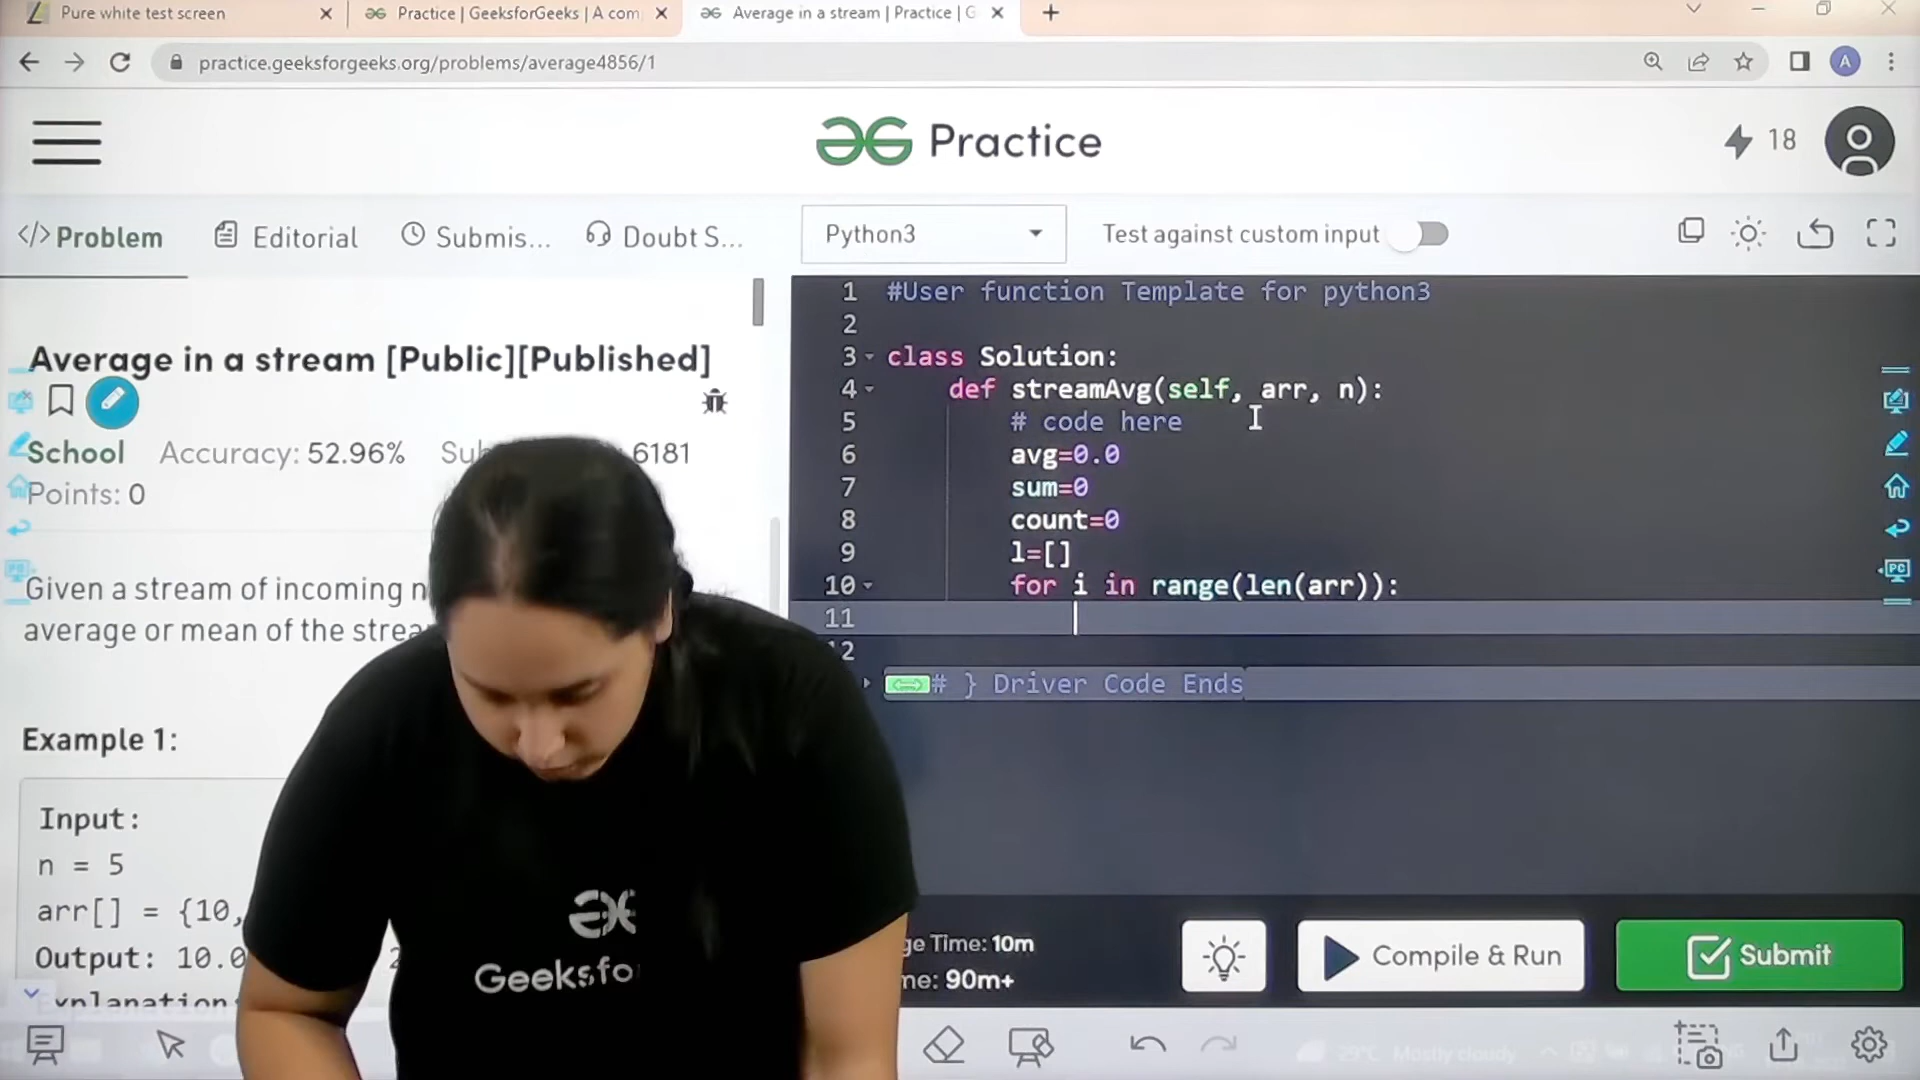 Pure white test screen
Practice | GeeksforGeeks | A com
Average in a stream | Practice | G
practice.geeksforgeeks.org/problems/average4856/1
A
Practice
18
</> Problem
Editorial
Submis...
Doubt S...
Python3
Test against custom input
Average in a stream [Public][Published]
School
Accuracy: 52.96%
6181
Points: 0
Given a stream of incoming
average or mean of the
Example 1:
Input:
n = 5
arr[] = {10,
Output: 10.0
1 #User function Template for python3
2
3 class Solution:
4 def streamAvg(self, arr, n):
5 # code here
6 avg=0.0
7 sum=0
8 count=0
9 l=[]
10 for i in range(len(arr)):
11
12
# } Driver Code Ends
Time: 10m
90m+
Compile & Run
Submit
29°C Mostly cloudy